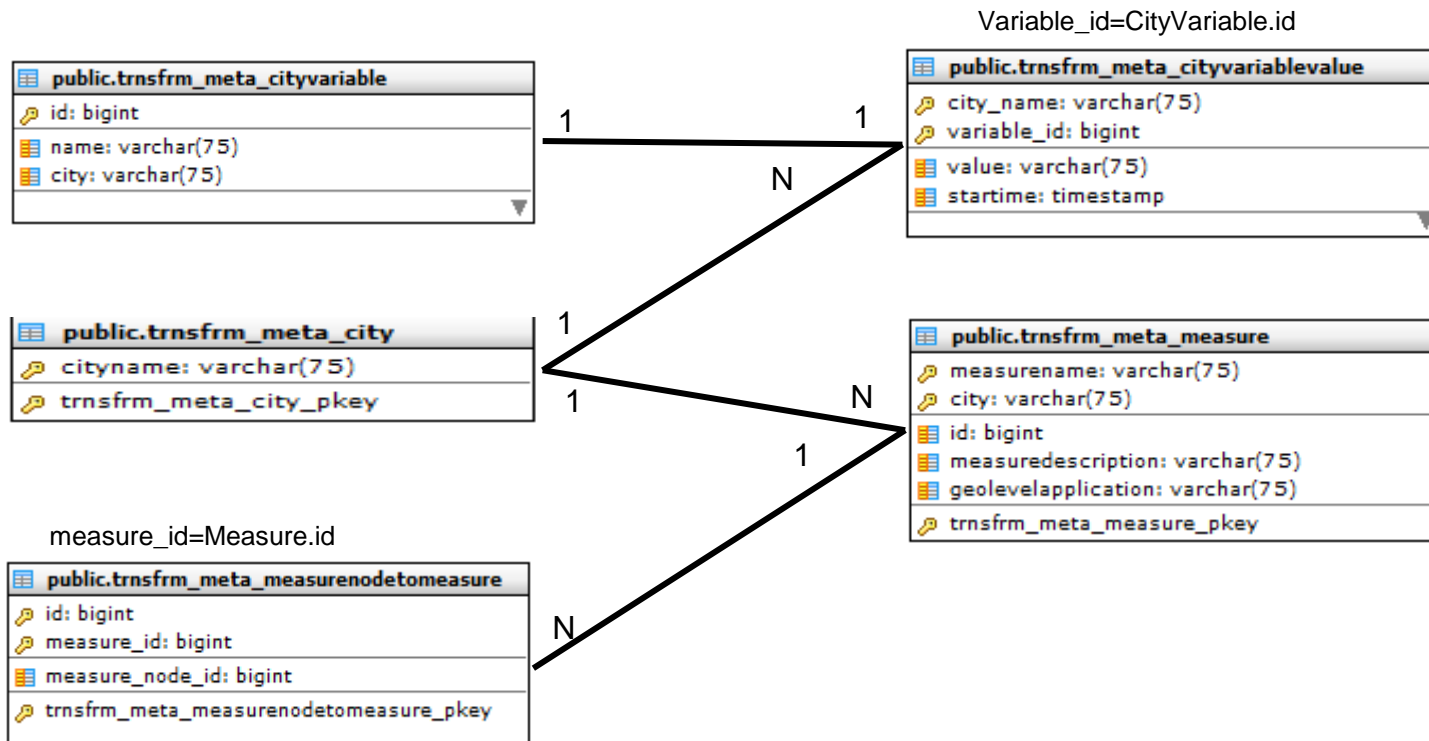 Variable_id=CityVariable.id
public.trnsfrm_meta_cityvariable
id: bigint
name: varchar(75)
city: varchar(75)
public.trnsfrm_meta_cityvariablevalue
city_name: varchar(75)
variable_id: bigint
value: varchar(75)
startime: timestamp
1
1
N
public.trnsfrm_meta_city
cityname: varchar(75)
trnsfrm_meta_city_pkey
1
1
N
1
public.trnsfrm_meta_measure
measurename: varchar(75)
city: varchar(75)
id: bigint
measuredescription: varchar(75)
geolevelapplication: varchar(75)
trnsfrm_meta_measure_pkey
measure_id=Measure.id
public.trnsfrm_meta_measurenodetomeasure
id: bigint
measure_id: bigint
measure_node_id: bigint
trnsfrm_meta_measurenodetomeasure_pkey
N